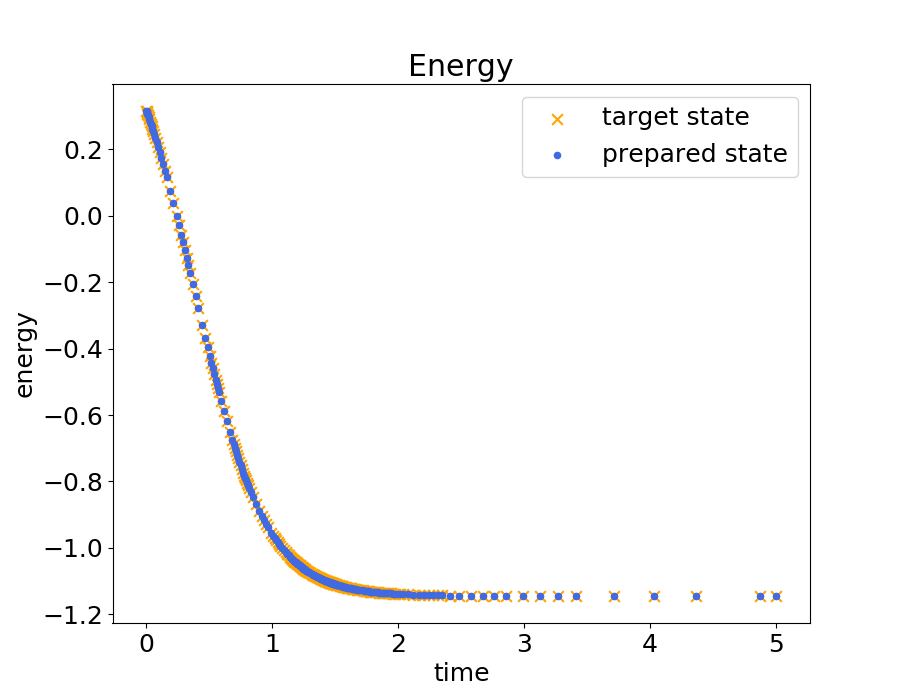 Energy
target state
prepared state
0.2
0.0
−0.2
−0.4
−0.6
−0.8
−1.0
−1.2
energy
0 1 2 3 4 5
time